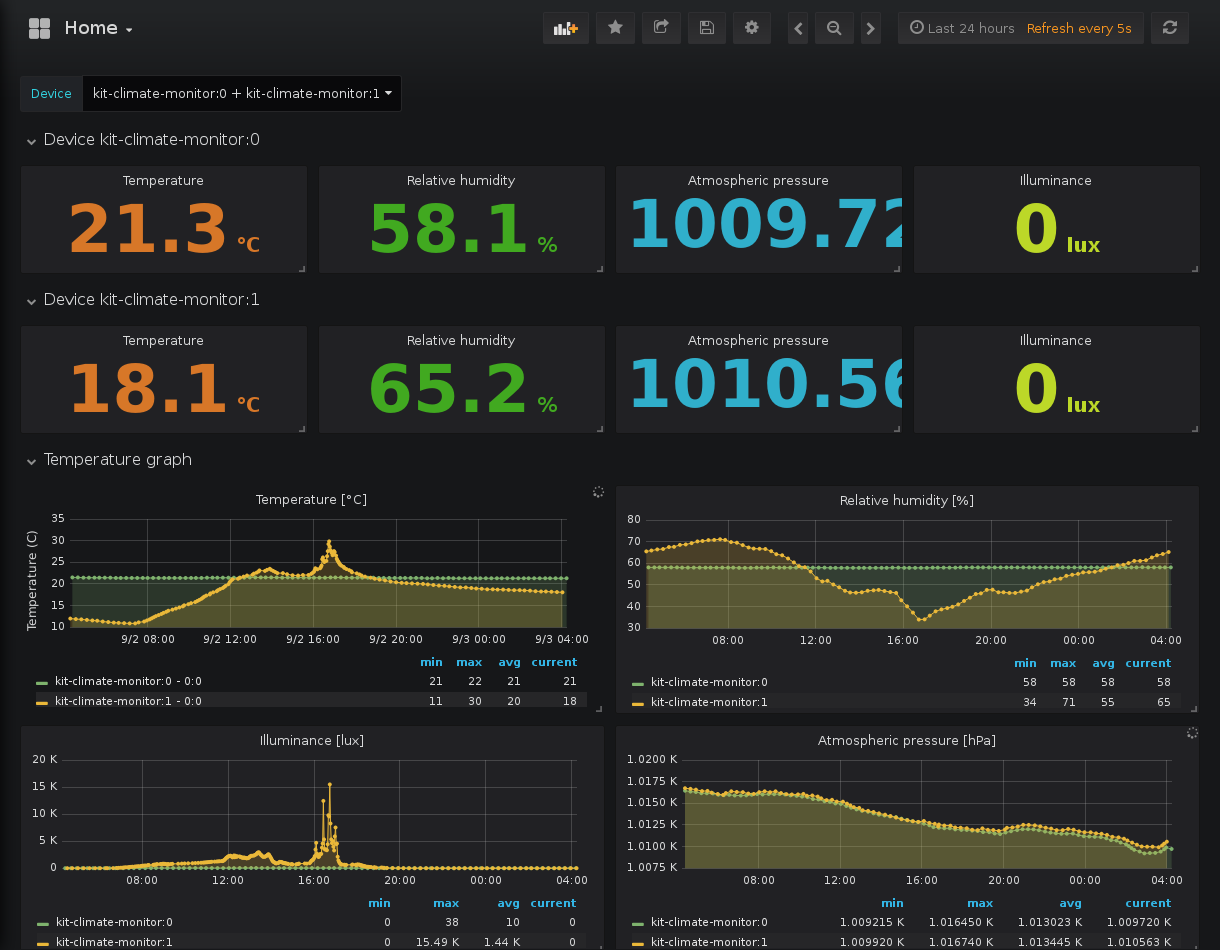 Home
Last 24 hours Refresh every 5s
Device kit-climate-monitor:0 + kit-climate-monitor:1
Device kit-climate-monitor:0
Temperature Relative humidity Atmospheric pressure Illuminance
21.3 °C 58.1 % 1009.72 0 lux
Device kit-climate-monitor:1
Temperature Relative humidity Atmospheric pressure Illuminance
18.1 °C 65.2 % 1010.56 0 lux
Temperature graph
Temperature [°C]
Temperature (C)
35
30
25
20
15
10
9/2 08:00 9/2 12:00 9/2 16:00 9/2 20:00 9/3 00:00 9/3 04:00
min max avg current
kit-climate-monitor:0 - 0:0 21 22 21 21
kit-climate-monitor:1 - 0:0 11 30 20 18
Relative humidity [%]
80
70
60
50
40
30
08:00 12:00 16:00 20:00 00:00 04:00
min max avg current
kit-climate-monitor:0 58 58 58 58
kit-climate-monitor:1 34 71 55 65
Illuminance [lux]
20 K
15 K
10 K
5 K
0
08:00 12:00 16:00 20:00 00:00 04:00
min max avg current
kit-climate-monitor:0 0 38 10 0
kit-climate-monitor:1 0 15.49 K 1.44 K 0
Atmospheric pressure [hPa]
1.0200 K
1.0175 K
1.0150 K
1.0125 K
1.0100 K
1.0075 K
08:00 12:00 16:00 20:00 00:00 04:00
min max avg current
kit-climate-monitor:0 1.009215 K 1.016450 K 1.013023 K 1.009720 K
kit-climate-monitor:1 1.009920 K 1.016740 K 1.013445 K 1.010563 K